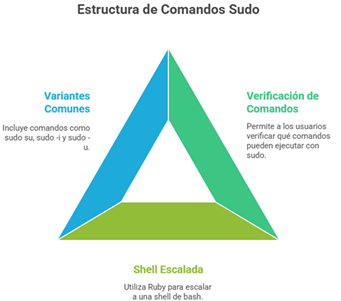 Estructura de Comandos Sudo
Variantes
Comunes
Incluye comandos como
sudo su, sudo -i y sudo -
u.
Verificación de
Comandos
Permite a los usuarios
verificar qué comandos
pueden ejecutar con
sudo.
Shell Escalada
Utiliza Ruby para escalar
a una shell de bash.